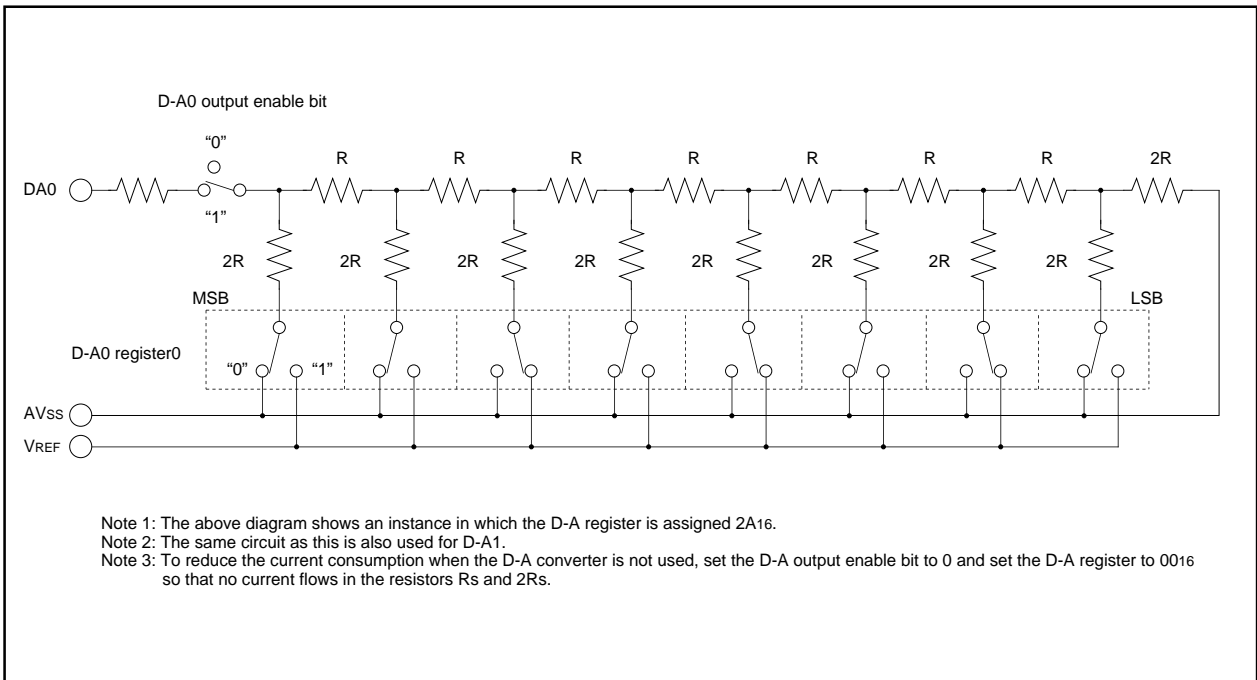 D-A0 output enable bit
“0”
R R R R R R R 2R
DA0
“1”
2R 2R 2R 2R 2R 2R 2R 2R
MSB LSB
D-A0 register0
“0” “1”
AVSS
VREF
Note 1: The above diagram shows an instance in which the D-A register is assigned 2A16.
Note 2: The same circuit as this is also used for D-A1.
Note 3: To reduce the current consumption when the D-A converter is not used, set the D-A output enable bit to 0 and set the D-A register to 0016
so that no current flows in the resistors Rs and 2Rs.